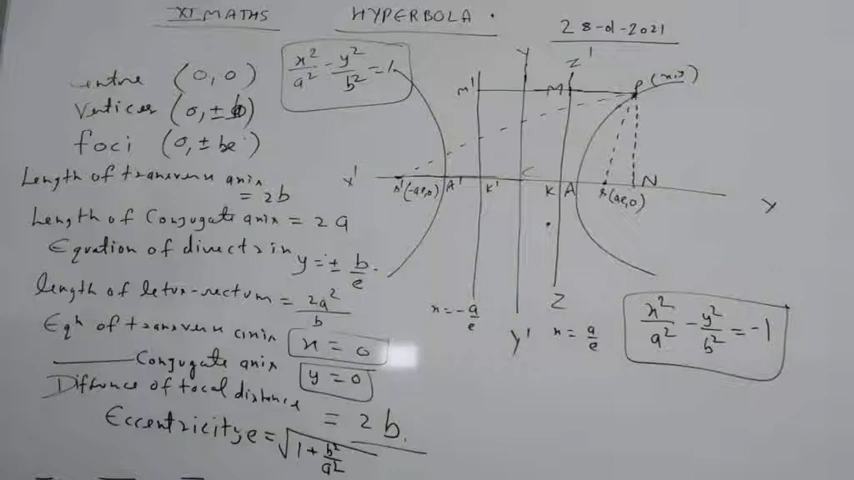 XI MATHS
HYPERBOLA .
28-01-2021
x²/a² - y²/b² = 1
centre (0,0)
Vertices (0, ± b)
foci (0, ± be)
Length of transverse axis
= 2b
Length of Conjugate axis = 2a
Equation of directrix
y = ± b/e .
length of letus-rectum = 2a²/b
Eqn of transverse axis x = 0
Conjugate axis y = 0
Difference of focal distance
= 2b.
Eccentricity e = √(1 + b²/a²)
Y
Z'
M'
M
P (x,y)
X'
S' (-ae,0)
A'
K'
C
K
A
S (ae,0)
N
Y
x = -a/e
Y'
Z
x = a/e
x²/a² - y²/b² = -1